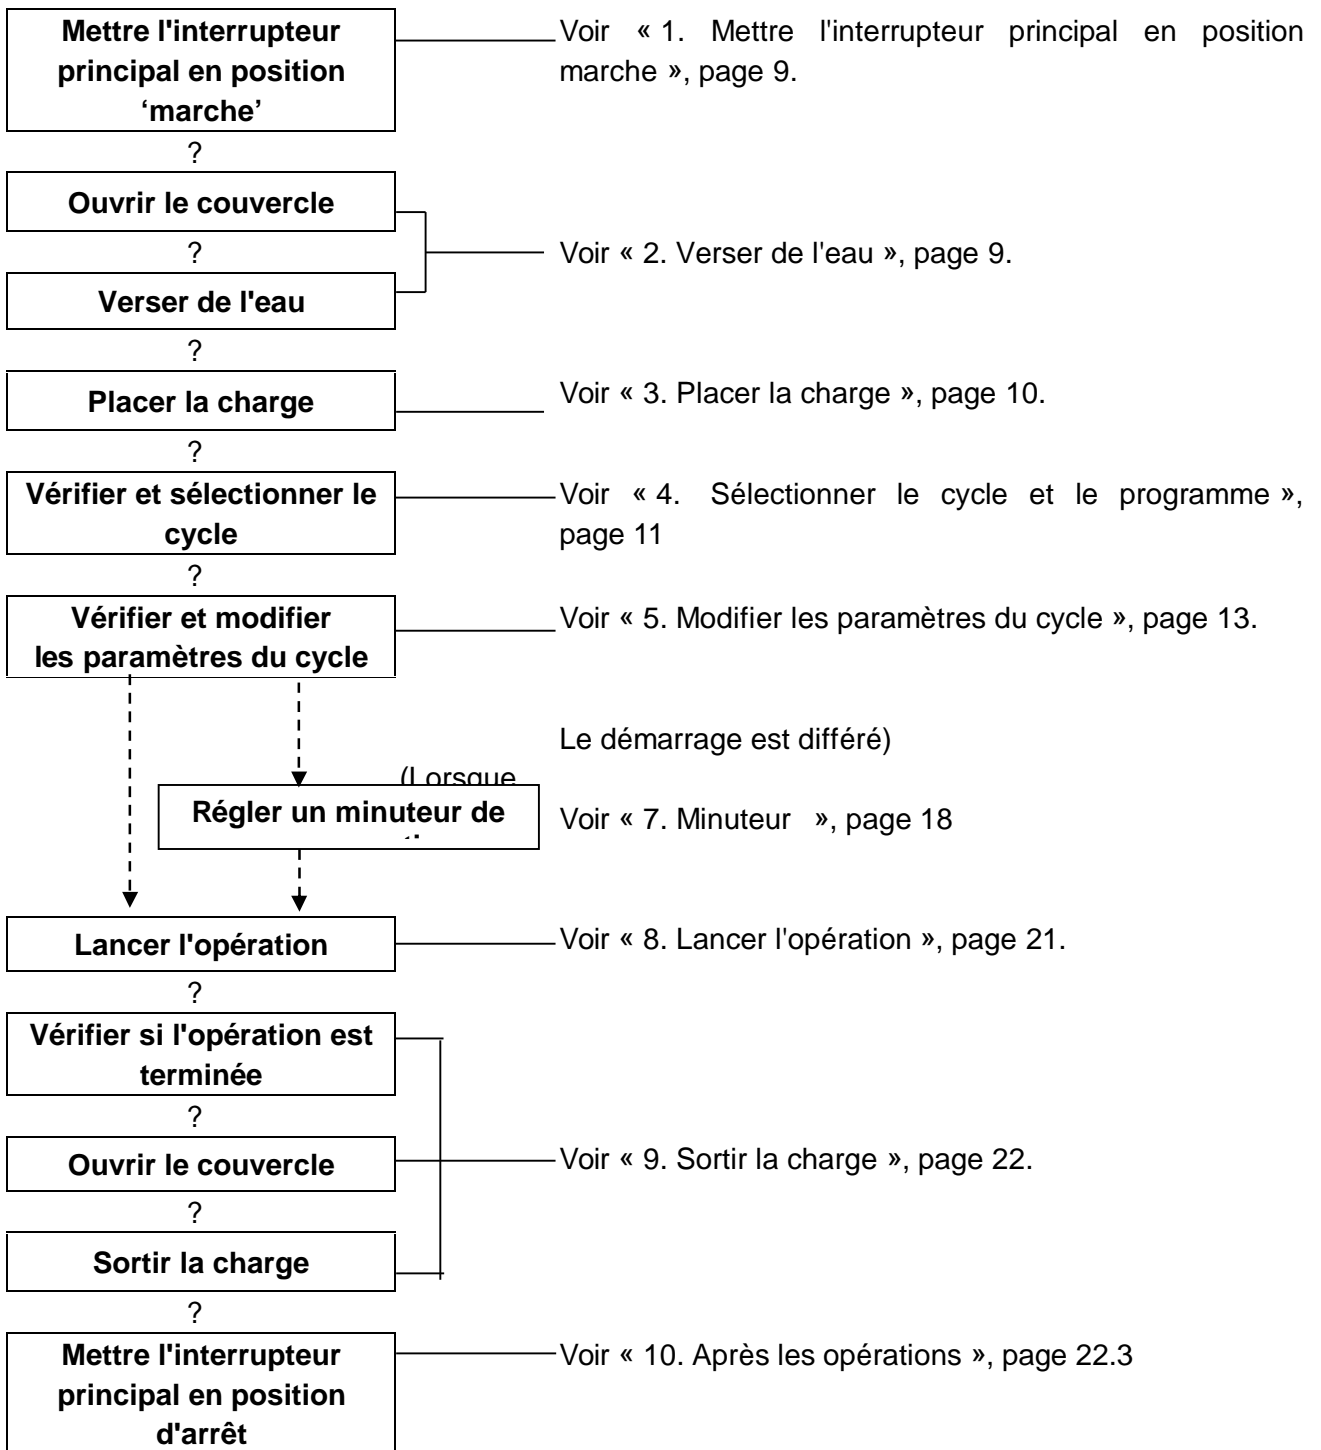 Mettre l'interrupteur
principal en position
‘marche’
Voir « 1. Mettre l'interrupteur principal en position
marche », page 9.
?
Ouvrir le couvercle
?
Voir « 2. Verser de l'eau », page 9.
Verser de l'eau
?
Placer la charge
Voir « 3. Placer la charge », page 10.
?
Vérifier et sélectionner le
cycle
Voir « 4. Sélectionner le cycle et le programme »,
page 11
?
Vérifier et modifier
les paramètres du cycle
Voir « 5. Modifier les paramètres du cycle », page 13.
Le démarrage est différé)
(Lorsque
Régler un minuteur de
Voir « 7. Minuteur », page 18
Lancer l'opération
Voir « 8. Lancer l'opération », page 21.
?
Vérifier si l'opération est
terminée
?
Ouvrir le couvercle
Voir « 9. Sortir la charge », page 22.
?
Sortir la charge
?
Mettre l'interrupteur
principal en position
d'arrêt
Voir « 10. Après les opérations », page 22.3